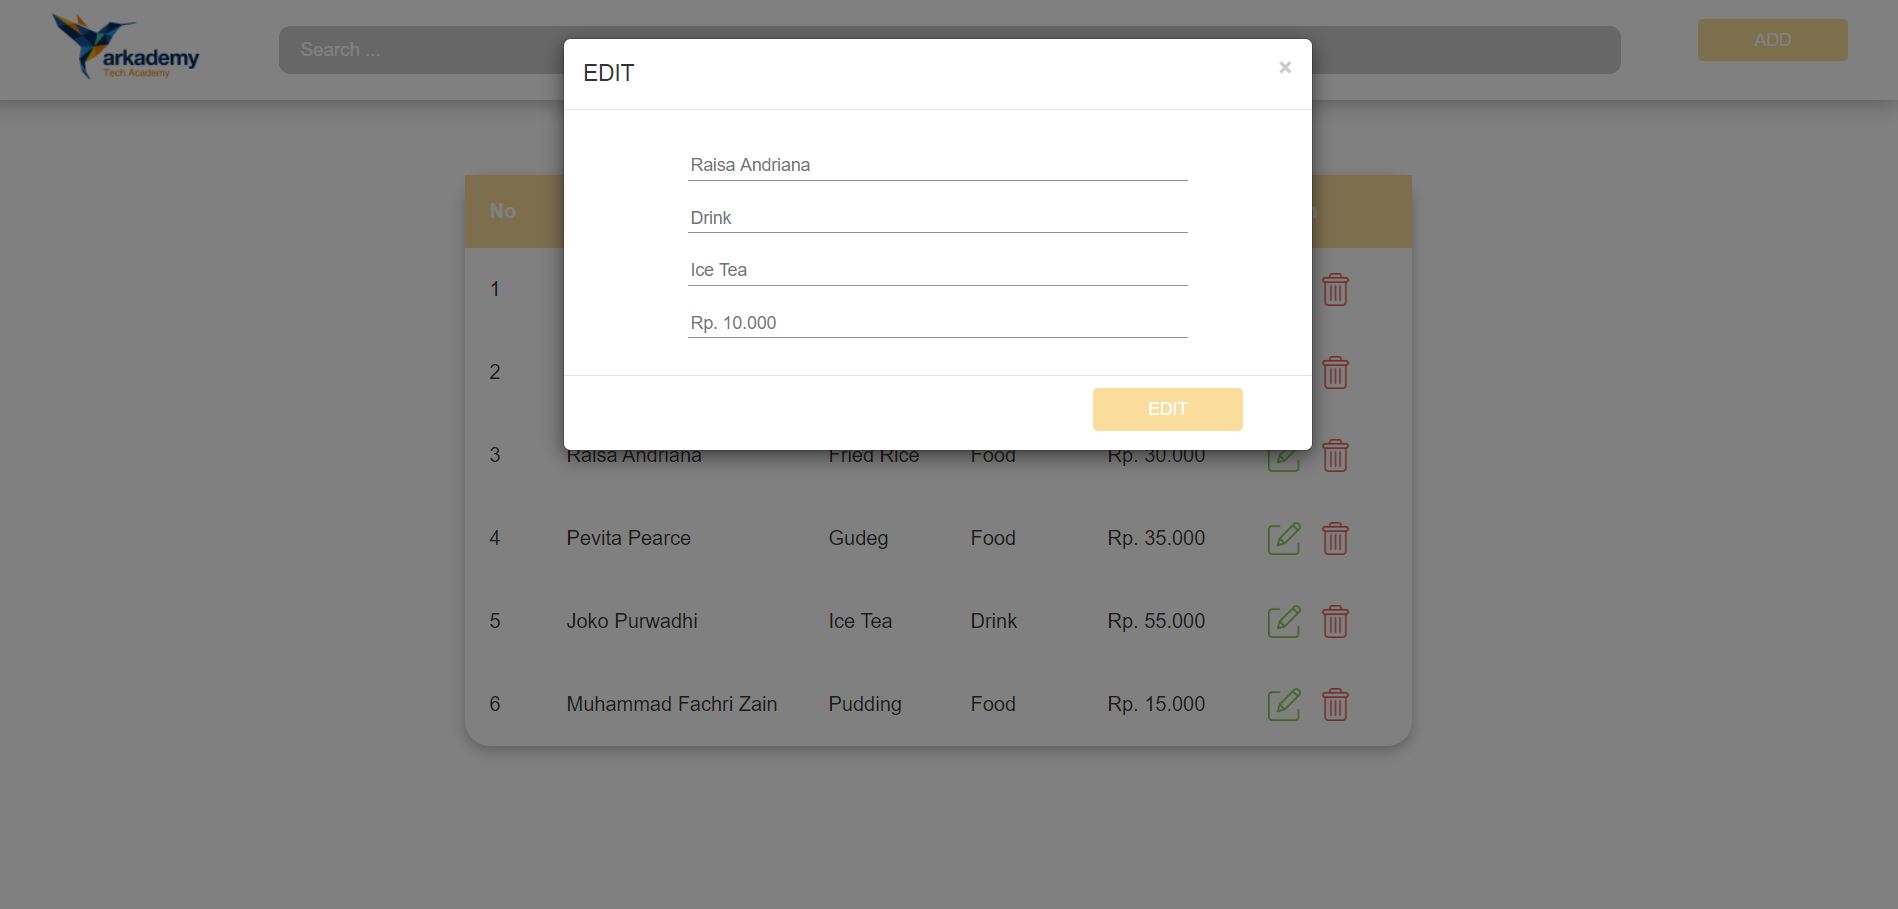 arkademy
Tech Academy
Search ...
ADD
EDIT
×
Raisa Andriana
Drink
Ice Tea
Rp. 10.000
EDIT
No
1
2
3 Raisa Andriana Fried Rice Food Rp. 30.000
4 Pevita Pearce Gudeg Food Rp. 35.000
5 Joko Purwadhi Ice Tea Drink Rp. 55.000
6 Muhammad Fachri Zain Pudding Food Rp. 15.000